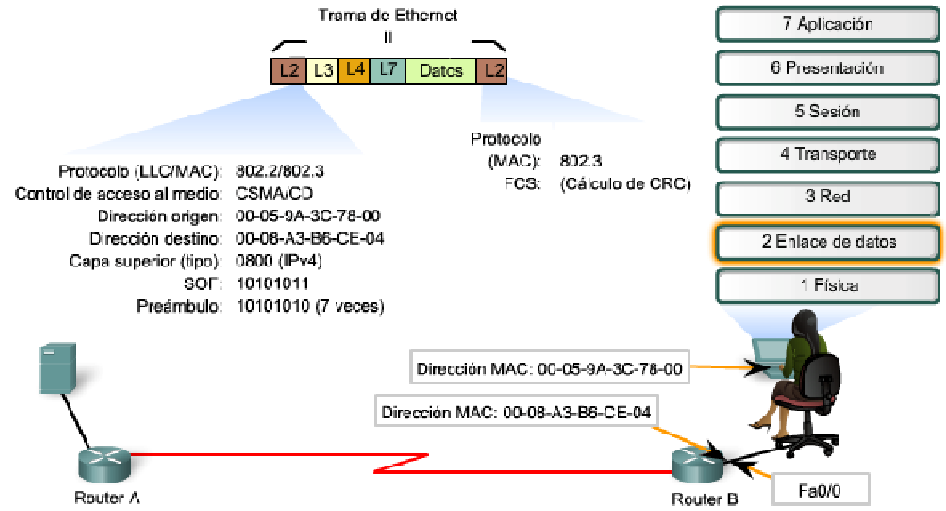 Trama de Ethernet
II
L2 L3 L4 L7 Datos L2
Protocolo (LLC/MAC): 802.2/802.3
Control de acceso al medio: CSMA/CD
Dirección origen: 00-05-9A-3C-78-00
Dirección destino: 00-08-A3-B6-CE-04
Capa superior (tipo): 0800 (IPv4)
SOF: 10101011
Preámbulo: 10101010 (7 veces)
Protocolo
(MAC): 802.3
FCS: (Cálculo de CRC)
7 Aplicación
6 Presentación
5 Sesión
4 Transporte
3 Red
2 Enlace de datos
1 Física
Dirección MAC: 00-05-9A-3C-78-00
Dirección MAC: 00-08-A3-B6-CE-04
Router A
Router B
Fa0/0